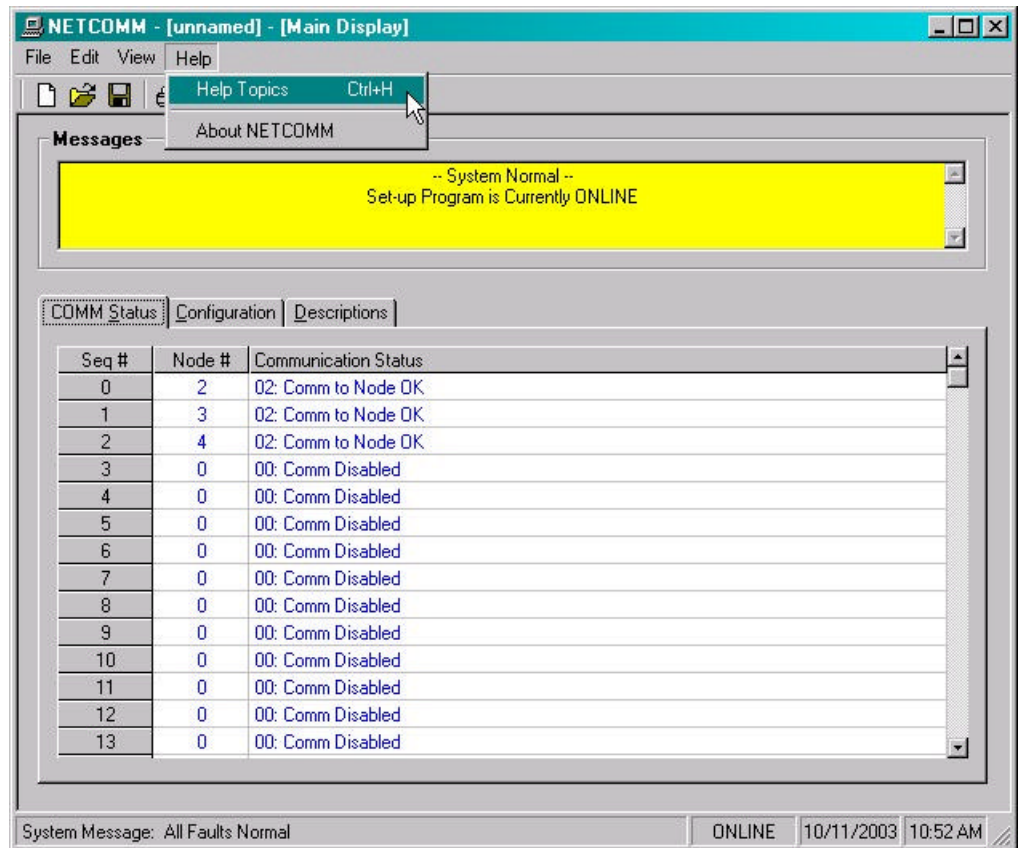 NETCOMM - [unnamed] - [Main Display]
File Edit View Help
Help Topics Ctrl+H
About NETCOMM
Messages
-- System Normal --
Set-up Program is Currently ONLINE
COMM Status Configuration Descriptions
Seq # Node # Communication Status
0 2 02: Comm to Node OK
1 3 02: Comm to Node OK
2 4 02: Comm to Node OK
3 0 00: Comm Disabled
4 0 00: Comm Disabled
5 0 00: Comm Disabled
6 0 00: Comm Disabled
7 0 00: Comm Disabled
8 0 00: Comm Disabled
9 0 00: Comm Disabled
10 0 00: Comm Disabled
11 0 00: Comm Disabled
12 0 00: Comm Disabled
13 0 00: Comm Disabled
System Message: All Faults Normal ONLINE 10/11/2003 10:52 AM